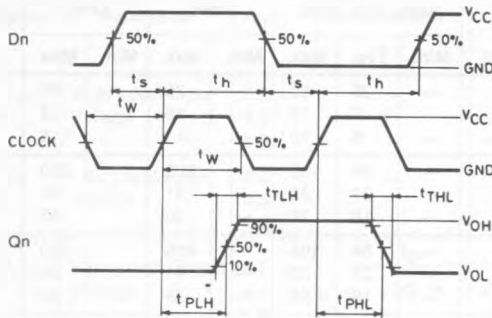 Dn
50%
50%
50%
VCC
GND
ts
th
ts
th
tW
CLOCK
tW
50%
VCC
GND
tTLH
tTHL
Qn
90%
50%
10%
VOH
VOL
tPLH
tPHL